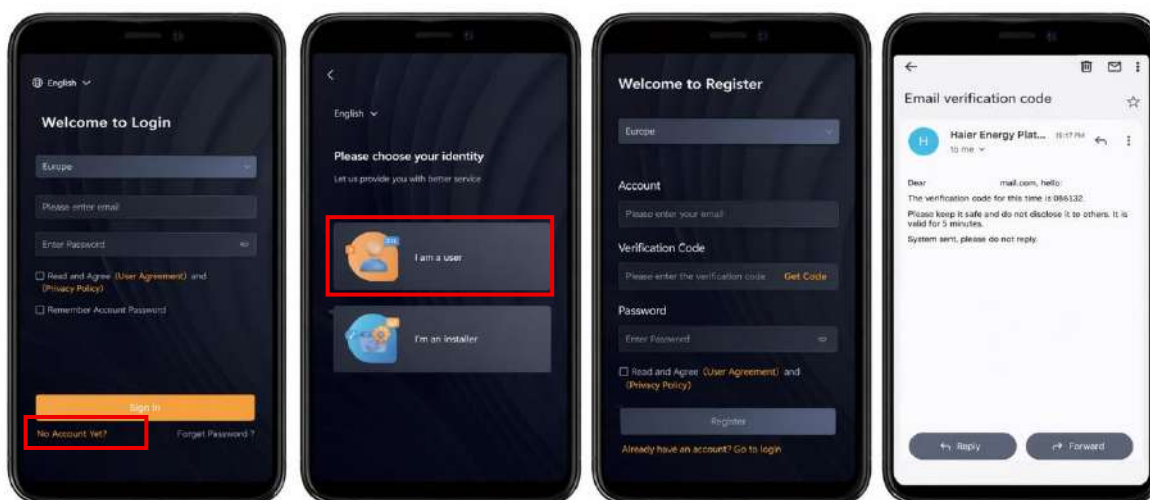 English
Welcome to Login
Europe
Please enter email
Enter Password
Read and Agree (User Agreement) and
(Privacy Policy)
Remember Account Password
Sign In
No Account Yet?
Forget Password ?
English
Please choose your identity
Let us provide you with better service
I am a user
I'm an installer
Welcome to Register
Europe
Account
Please enter your email
Verification Code
Please enter the verification code
Get Code
Password
Enter Password
Read and Agree (User Agreement) and
(Privacy Policy)
Register
Already have an account? Go to login
Email verification code
H
Haier Energy Plat...
to me
Dear mail.com, hello:
The verification code for this time is 086132.
Please keep it safe and do not disclose it to others. It is
valid for 5 minutes.
System sent, please do not reply.
Reply
Forward